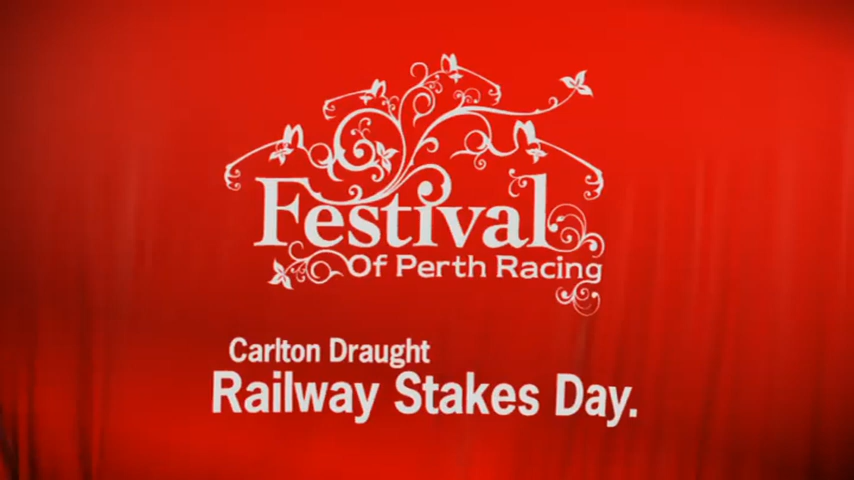 Festival
Of Perth Racing
Carlton Draught
Railway Stakes Day.